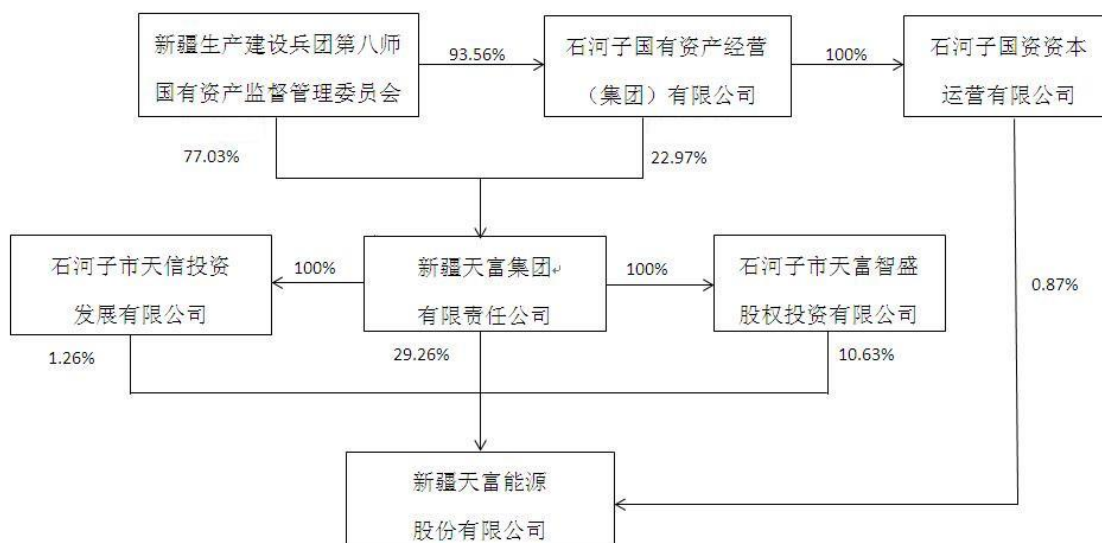 新疆生产建设兵团第八师
国有资产监督管理委员会
93.56%
石河子国有资产经营
（集团）有限公司
100%
石河子国资资本
运营有限公司
77.03%
22.97%
石河子市天信投资
发展有限公司
100%
新疆天富集团
有限责任公司
100%
石河子市天富智盛
股权投资有限公司
0.87%
1.26%
29.26%
10.63%
新疆天富能源
股份有限公司